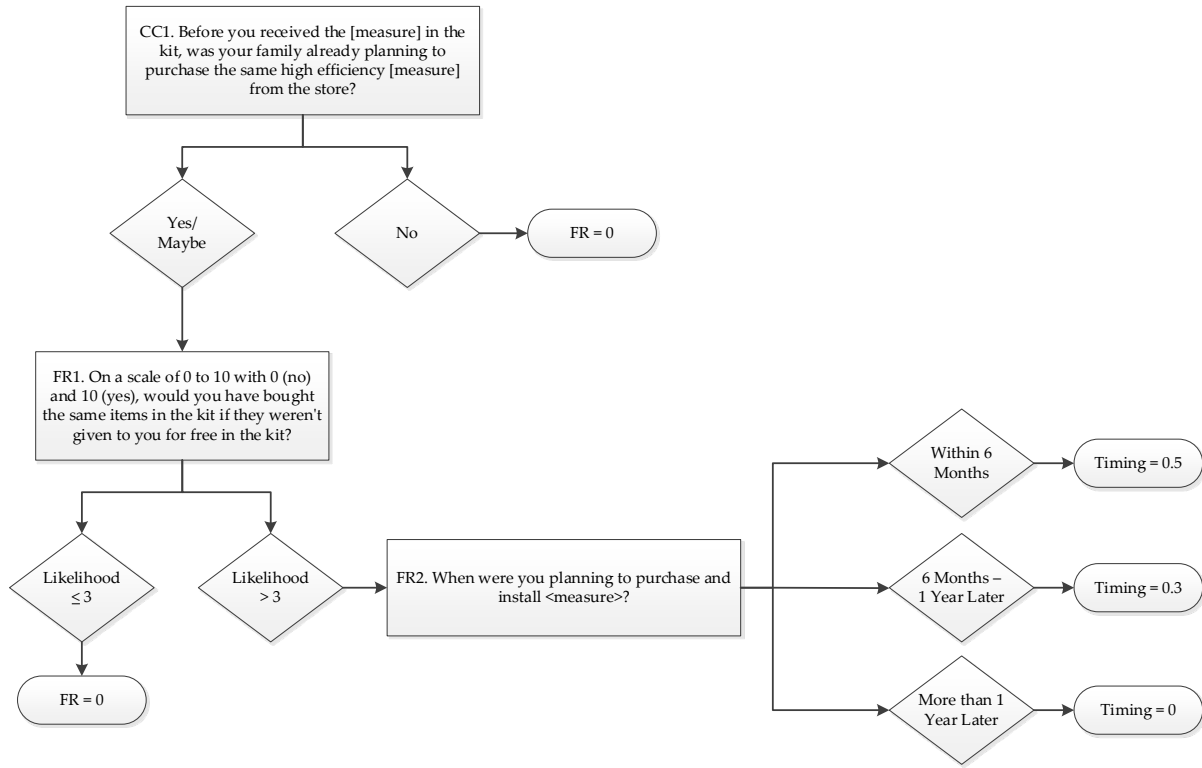 CC1. Before you received the [measure] in the
kit, was your family already planning to
purchase the same high efficiency [measure]
from the store?
Yes/
Maybe
No
FR = 0
FR1. On a scale of 0 to 10 with 0 (no)
and 10 (yes), would you have bought
the same items in the kit if they weren't
given to you for free in the kit?
Likelihood
≤ 3
Likelihood
> 3
FR = 0
FR2. When were you planning to purchase and
install <measure>?
Within 6
Months
Timing = 0.5
6 Months –
1 Year Later
Timing = 0.3
More than 1
Year Later
Timing = 0